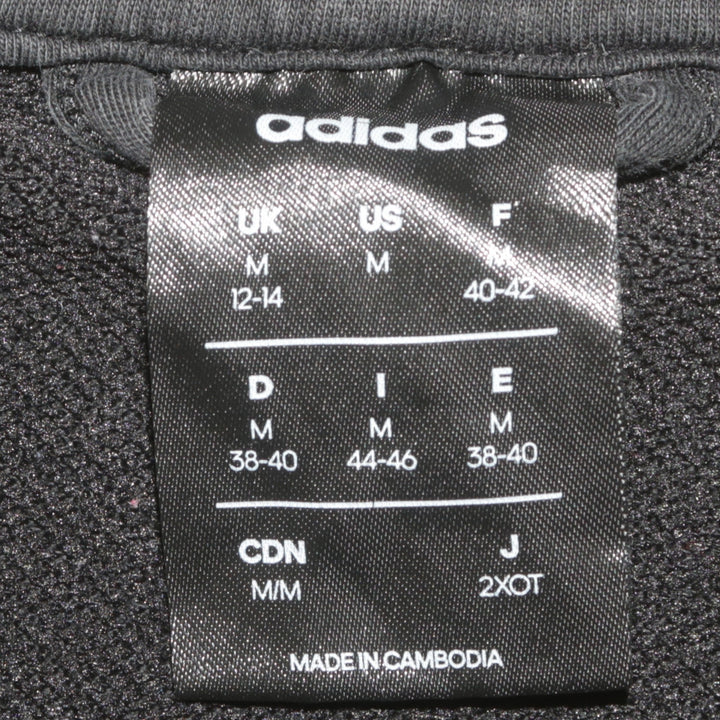 adidas
UK US F
M M M
12-14 40-42
D I E
M M M
38-40 44-46 38-40
CDN J
M/M 2XOT
MADE IN CAMBODIA